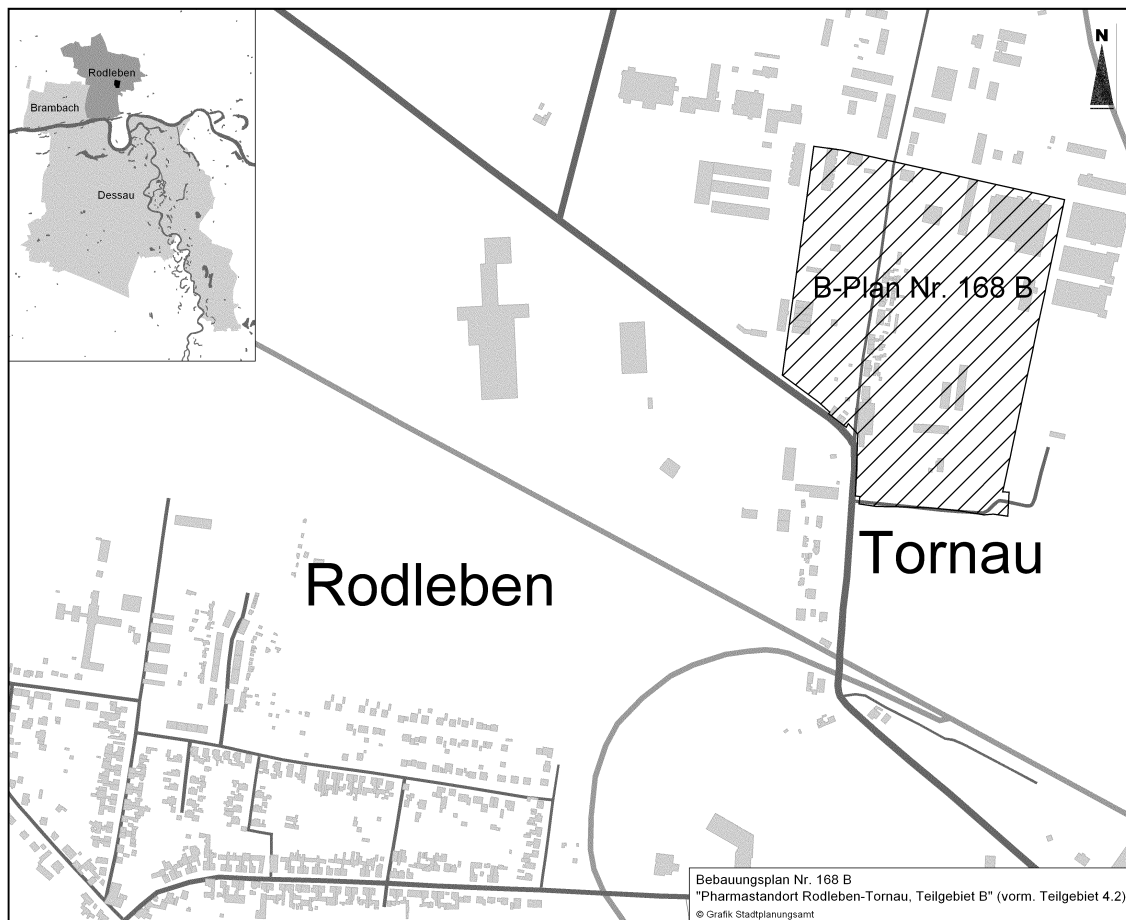 Rodleben
Brambach
Dessau
N
B-Plan Nr. 168 B
Tornau
Rodleben
Bebauungsplan Nr. 168 B
"Pharmastandort Rodleben-Tornau, Teilgebiet B" (vorm. Teilgebiet 4.2)
© Grafik Stadtplanungsamt